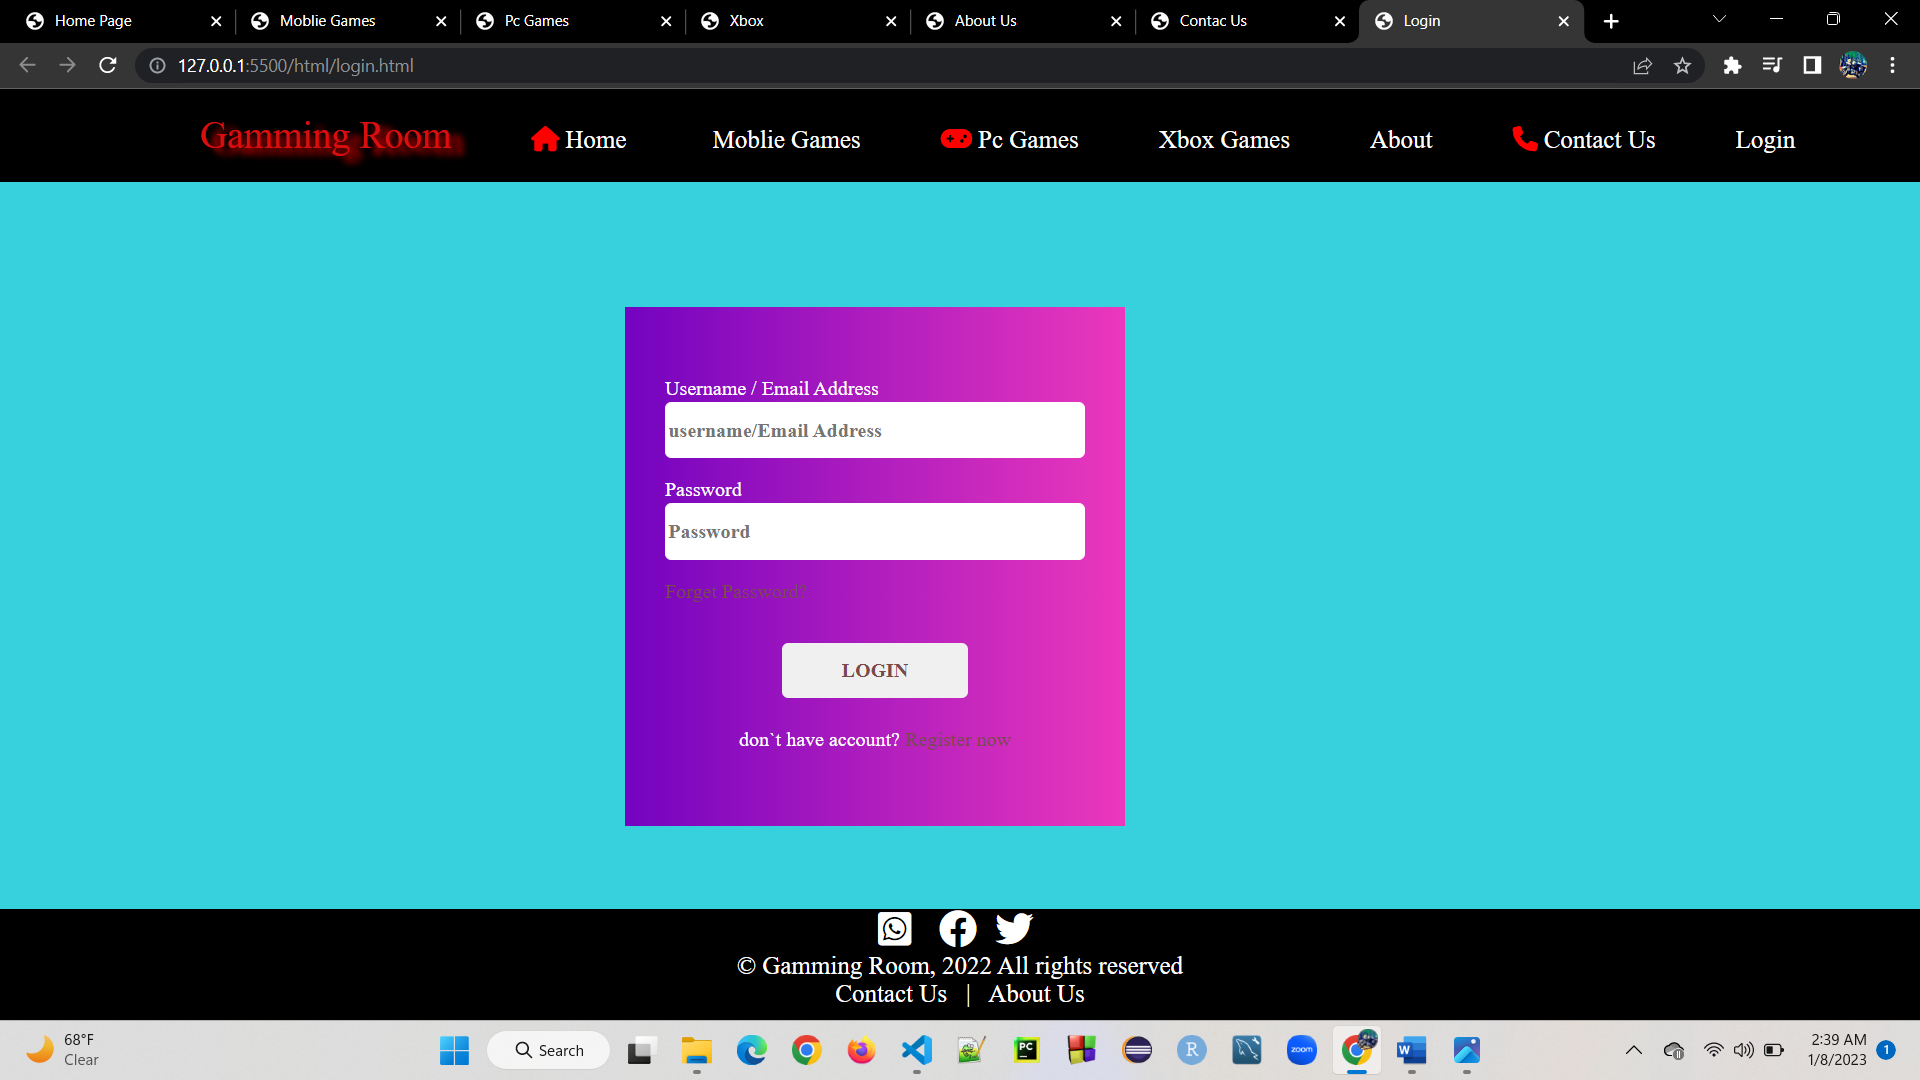 Home Page Moblie Games Pc Games Xbox About Us Contac Us Login
127.0.0.1:5500/html/login.html
Gamming Room Home Moblie Games Pc Games Xbox Games About Contact Us Login
Username / Email Address
username/Email Address
Password
Password
Forget Password?
LOGIN
don`t have account? Register now
© Gamming Room, 2022 All rights reserved
Contact Us | About Us
68°F
Clear
Search
PC
R
zoom
W
2:39 AM
1/8/2023
1